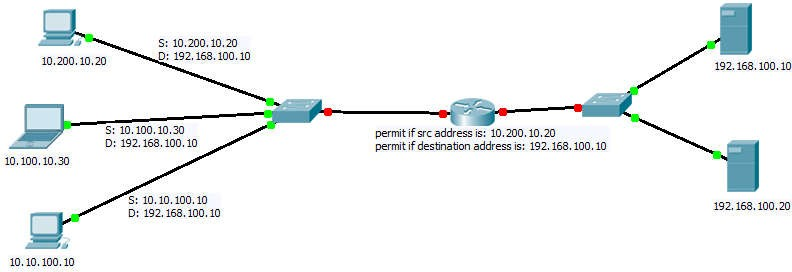 10.200.10.20
S: 10.200.10.20
D: 192.168.100.10
192.168.100.10
10.100.10.30
S: 10.100.10.30
D: 192.168.100.10
permit if src address is: 10.200.10.20
permit if destination address is: 192.168.100.10
S: 10.10.100.10
D: 192.168.100.10
192.168.100.20
10.10.100.10